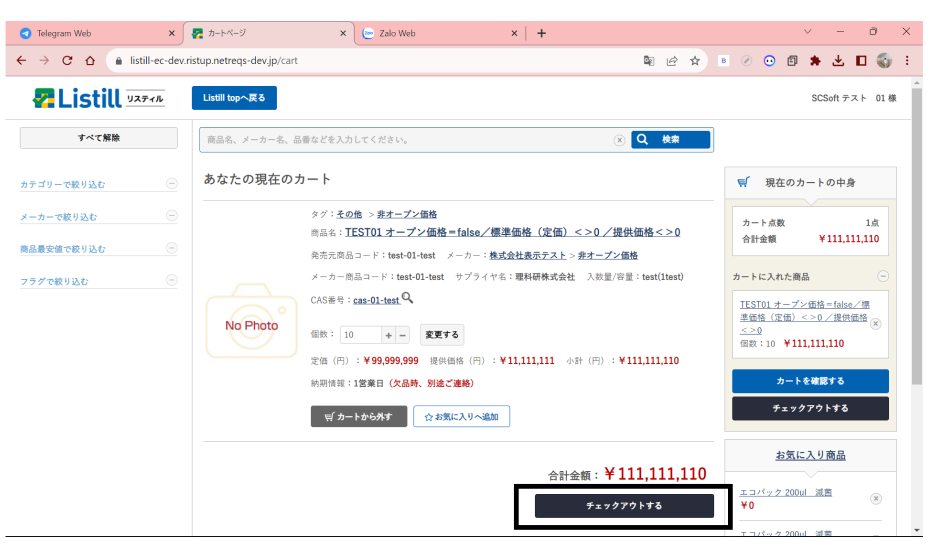 Telegram Web
カートページ
Zalo Web
listill-ec-dev.ristup.netreqs-dev.jp/cart
Listill リスティル
Listill topへ戻る
SCSoft テスト 01 様
すべて解除
カテゴリーで絞り込む
メーカーで絞り込む
商品最安値で絞り込む
フラグで絞り込む
商品名、メーカー名、品番などを入力してください。
検索
あなたの現在のカート
タグ：その他 ＞非オープン価格
商品名：TEST01 オープン価格＝false／標準価格（定価）＜＞0 ／提供価格＜＞0
発売元商品コード：test-01-test メーカー：株式会社表示テスト＞非オープン価格
メーカー商品コード：test-01-test サプライヤ名：理科研株式会社 入数量/容量：test(1test)
CAS番号：cas-01-test
No Photo
個数： 10 + − 変更する
定価（円）：￥99,999,999 提供価格（円）：￥11,111,111 小計（円）：￥111,111,110
納期情報：1営業日（欠品時、別途ご連絡）
カートから外す
☆お気に入りへ追加
合計金額：￥111,111,110
チェックアウトする
現在のカートの中身
カート点数 1点
合計金額 ￥111,111,110
カートに入れた商品
TEST01 オープン価格＝false／標
準価格（定価）＜＞0 ／提供価格
＜＞0
個数：10 ￥111,111,110
カートを確認する
チェックアウトする
お気に入り商品
エコパック 200ul 滅菌
￥0
エコパック 200ul 滅菌